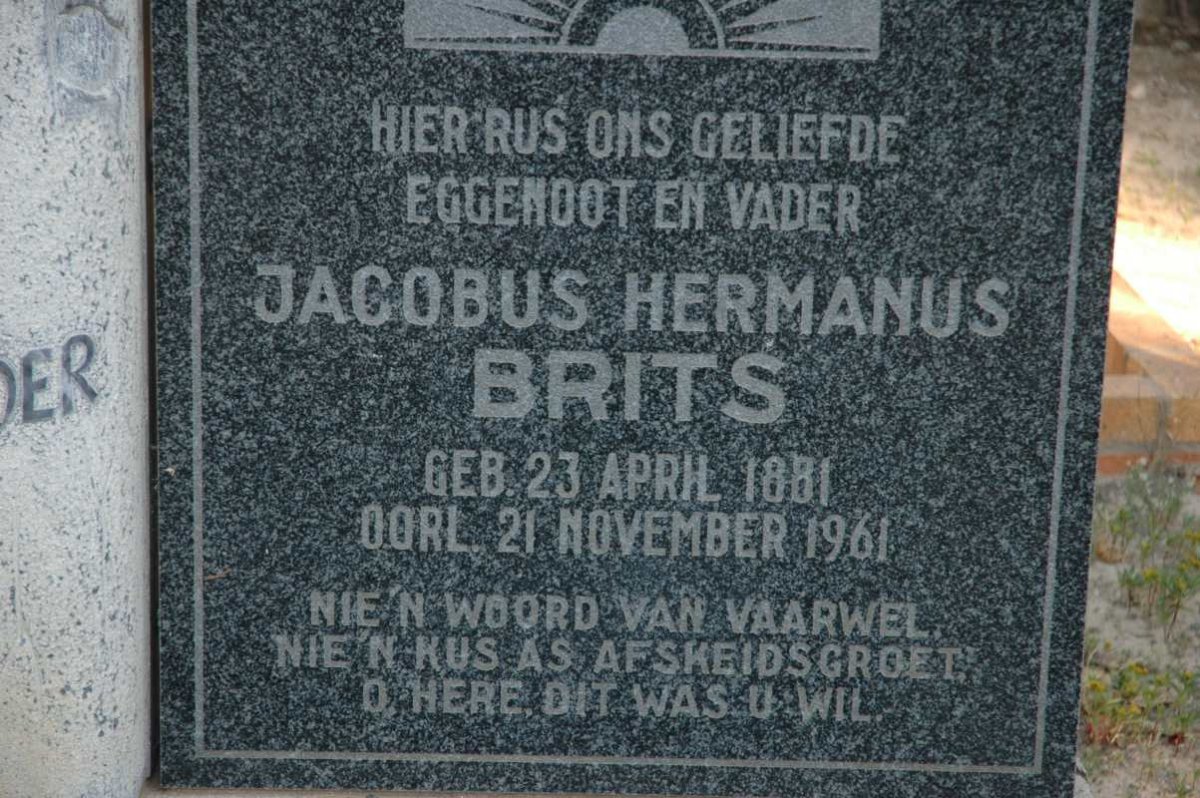 HIER RUS ONS GELIEFDE
EGGENOOT EN VADER
JACOBUS HERMANUS
BRITS
GEB. 23 APRIL 1881
OORL. 21 NOVEMBER 1961
NIE 'N WOORD VAN VAARWEL,
NIE 'N KUS AS AFSKEIDSGROET,
O, HERE, DIT WAS U WIL.